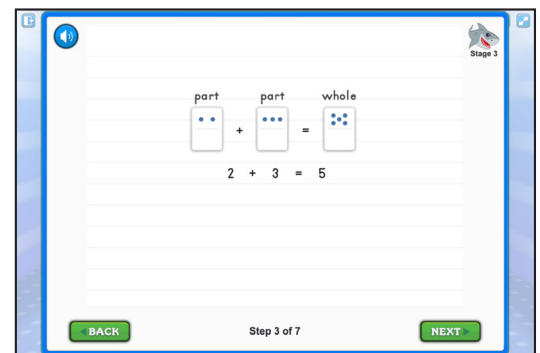 Stage 3
part part whole
+ =
2 + 3 = 5
BACK Step 3 of 7 NEXT